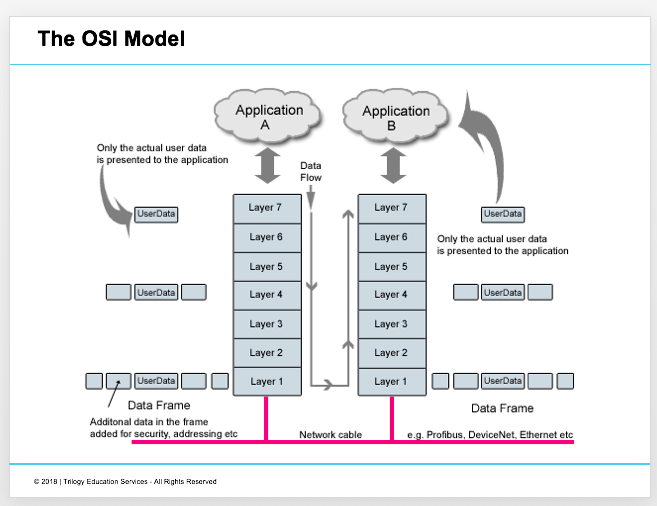 The OSI Model
Application
A
Application
B
Only the actual user data
is presented to the application
Data
Flow
UserData
Layer 7
Layer 7
UserData
Layer 6
Layer 6
Only the actual user data
is presented to the application
Layer 5
Layer 5
UserData
Layer 4
Layer 4
UserData
Layer 3
Layer 3
Layer 2
Layer 2
UserData
Layer 1
Layer 1
UserData
Data Frame
Data Frame
Additonal data in the frame
added for security, addressing etc
Network cable
e.g. Profibus, DeviceNet, Ethernet etc
© 2018 | Trilogy Education Services - All Rights Reserved